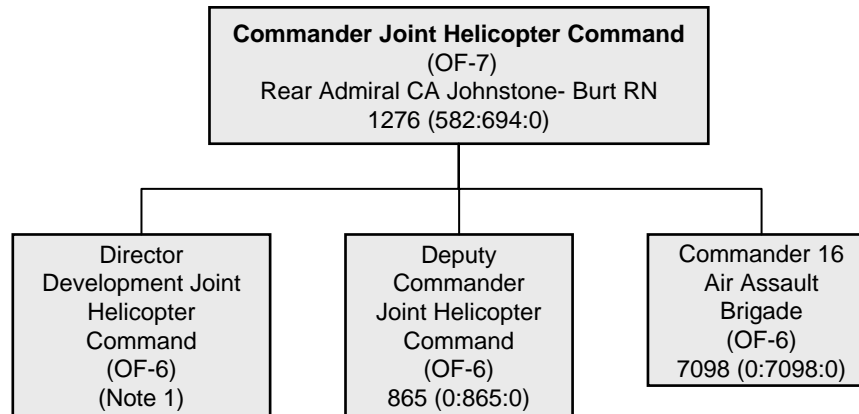 Commander Joint Helicopter Command
(OF-7)
Rear Admiral CA Johnstone- Burt RN
1276 (582:694:0)
Director
Development Joint
Helicopter
Command
(OF-6)
(Note 1)
Deputy
Commander
Joint Helicopter
Command
(OF-6)
865 (0:865:0)
Commander 16
Air Assault
Brigade
(OF-6)
7098 (0:7098:0)